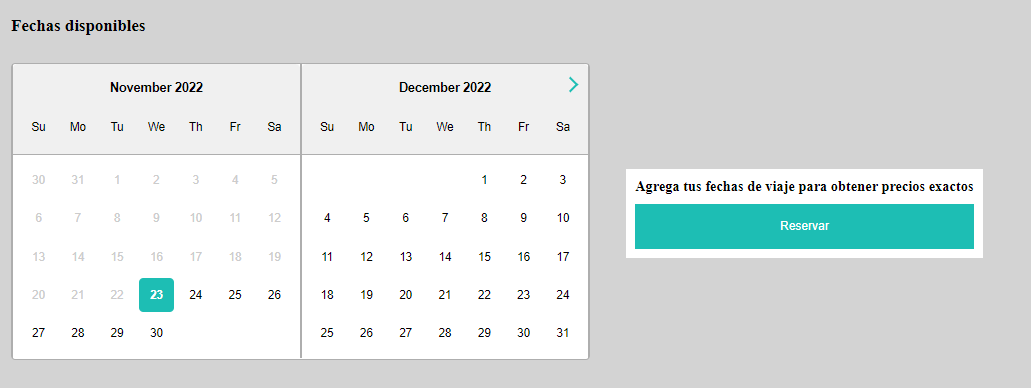 Fechas disponibles
November 2022
Su Mo Tu We Th Fr Sa
30 31 1 2 3 4 5
6 7 8 9 10 11 12
13 14 15 16 17 18 19
20 21 22 23 24 25 26
27 28 29 30
December 2022
Su Mo Tu We Th Fr Sa
1 2 3
4 5 6 7 8 9 10
11 12 13 14 15 16 17
18 19 20 21 22 23 24
25 26 27 28 29 30 31
Agrega tus fechas de viaje para obtener precios exactos
Reservar